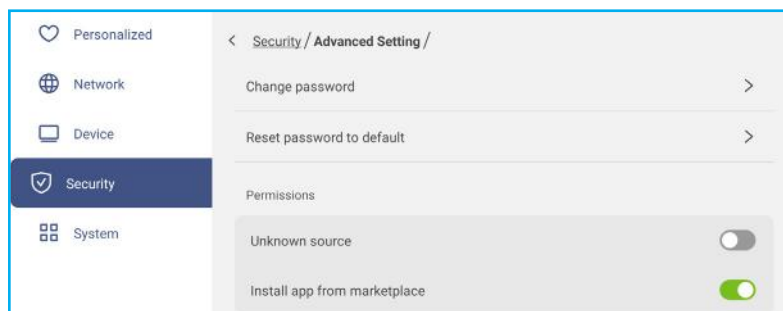 Personalized
Network
Device
Security
System
Security / Advanced Setting /
Change password
Reset password to default
Permissions
Unknown source
Install app from marketplace